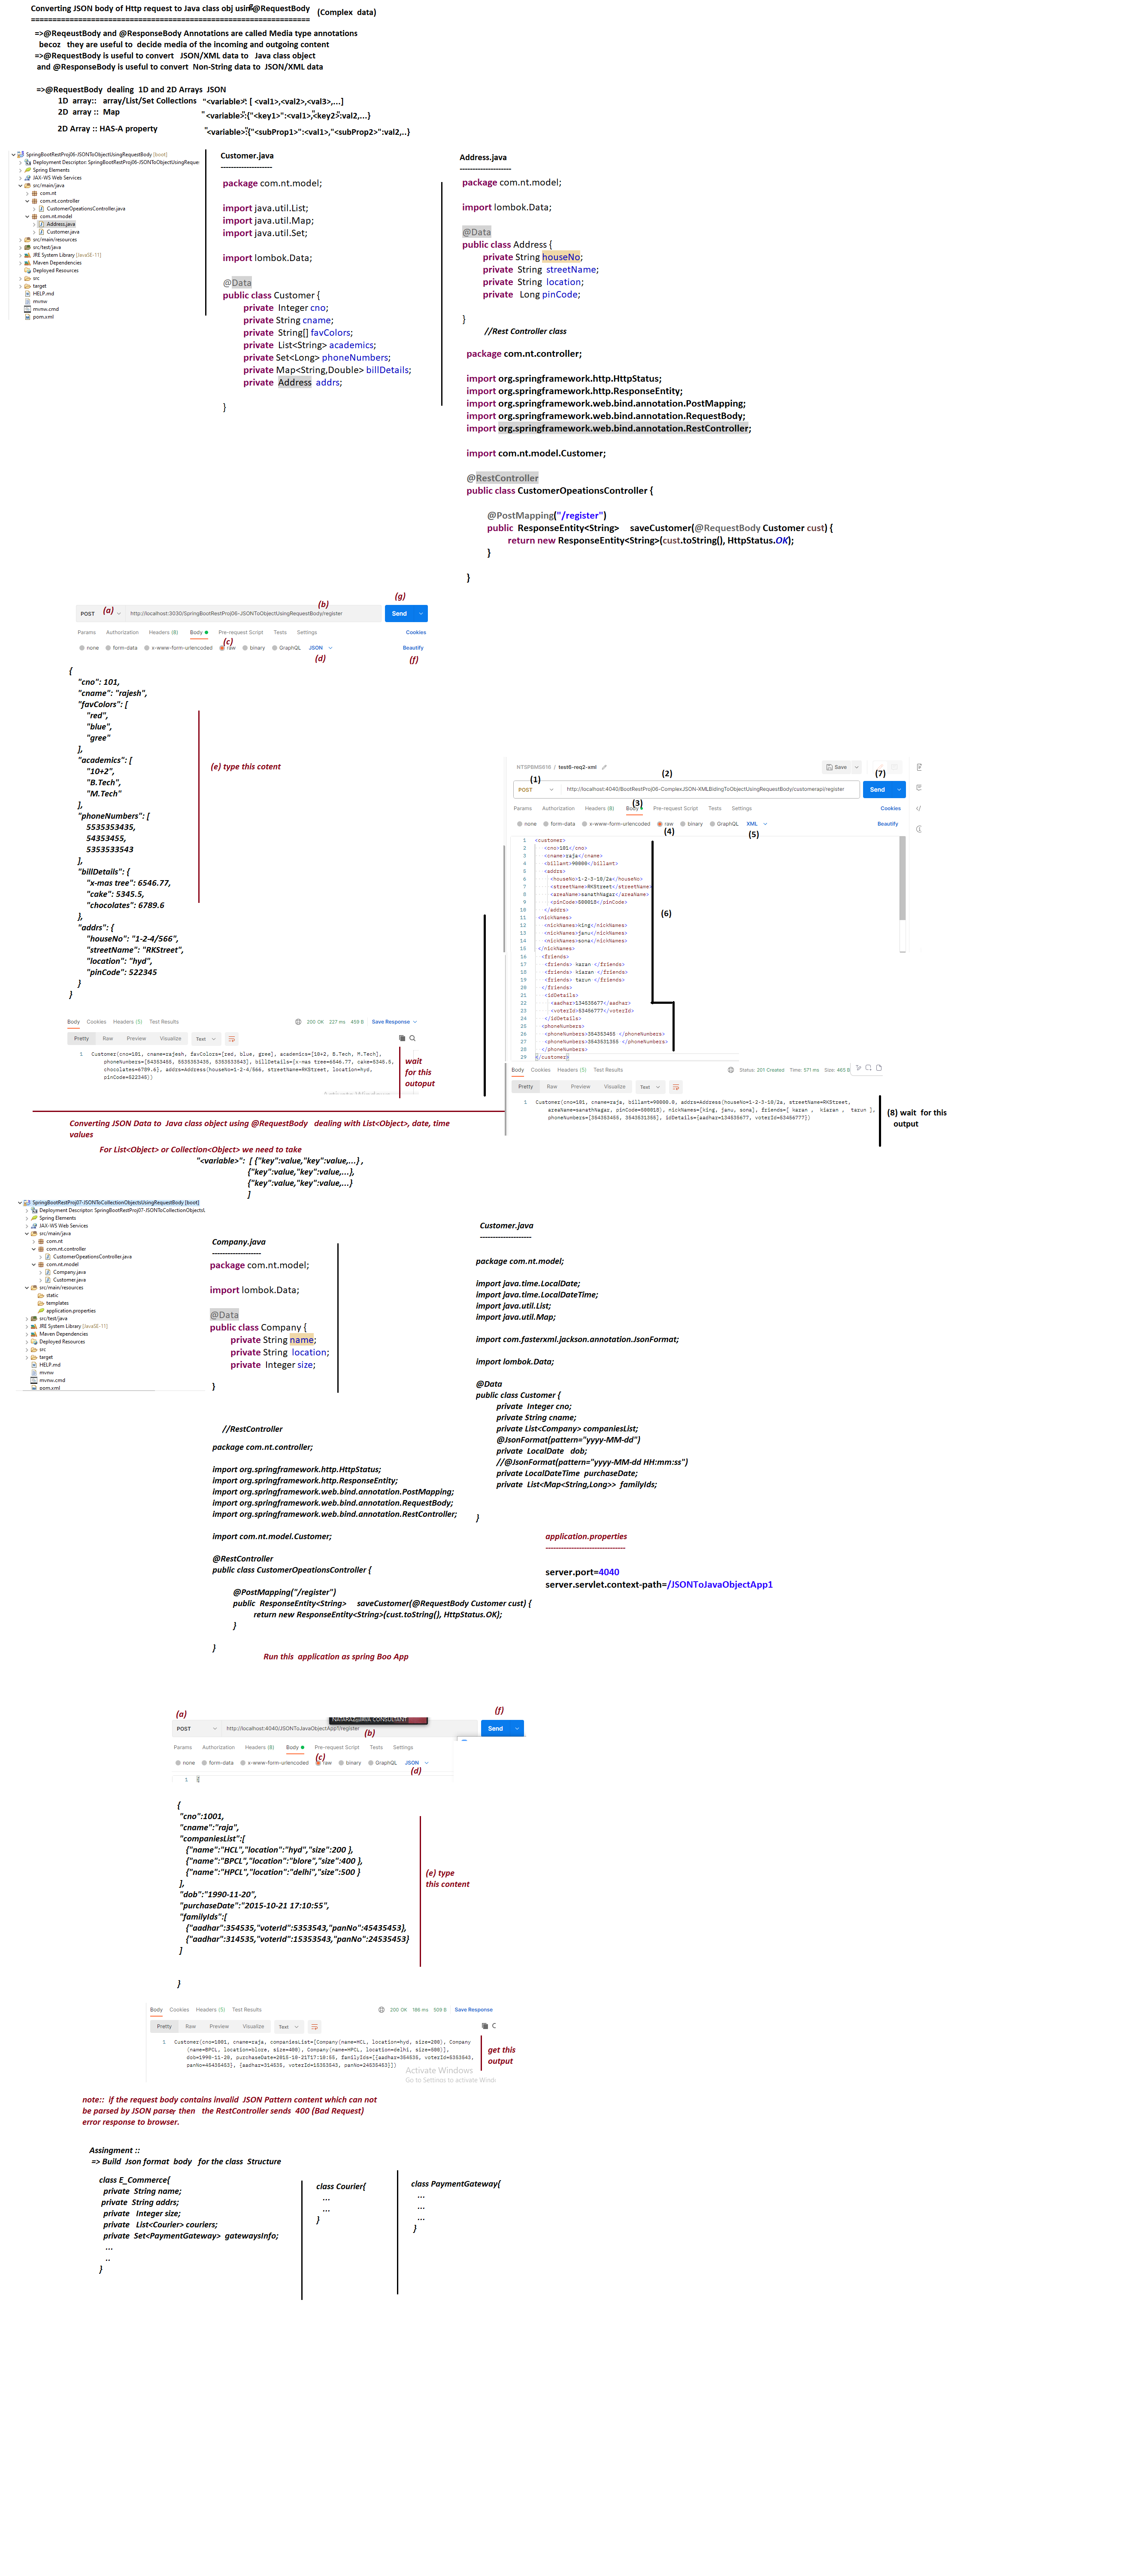 Converting JSON body of Http request to Java class obj using @RequestBody (Complex data)
=>@ReqeustBody and @ResponseBody Annotations are called Media type annotations
becoz they are useful to decide media of the incoming and outgoing content
=>@RequestBody is useful to convert JSON/XML data to Java class object
and @ResponseBody is useful to convert Non-String data to JSON/XML data
=>@RequestBody dealing 1D and 2D Arrays JSON
1D array:: array/List/Set Collections "<variable>": [ <val1>,<val2>,<val3>,...]
2D array :: Map "<variable>":{"<key1>":<val1>,<key2>":val2,..}
2D Array :: HAS-A property "<variable>":{"<subProp1>":<val1>,"<subProp2>":val2,..}
SpringBootRestProj06-JSONToObjectUsingRequestBody [boot]
Deployment Descriptor: SpringBootRestProj06-JSONToObjectUsingReque
Spring Elements
JAX-WS Web Services
src/main/java
com.nt
com.nt.controller
CustomerOpeationsController.java
com.nt.model
Address.java
Customer.java
src/main/resources
src/test/java
JRE System Library [JavaSE-11]
Maven Dependencies
Deployed Resources
src
target
HELP.md
mvnw
mvnw.cmd
pom.xml
Customer.java
--------------------
package com.nt.model;
import java.util.List;
import java.util.Map;
import java.util.Set;
import lombok.Data;
@Data
public class Customer {
private Integer cno;
private String cname;
private String[] favColors;
private List<String> academics;
private Set<Long> phoneNumbers;
private Map<String,Double> billDetails;
private Address addrs;
}
Address.java
--------------------
package com.nt.model;
import lombok.Data;
@Data
public class Address {
private String houseNo;
private String streetName;
private String location;
private Long pinCode;
}
//Rest Controller class
package com.nt.controller;
import org.springframework.http.HttpStatus;
import org.springframework.http.ResponseEntity;
import org.springframework.web.bind.annotation.PostMapping;
import org.springframework.web.bind.annotation.RequestBody;
import org.springframework.web.bind.annotation.RestController;
import com.nt.model.Customer;
@RestController
public class CustomerOpeationsController {
@PostMapping("/register")
public ResponseEntity<String> saveCustomer(@RequestBody Customer cust) {
return new ResponseEntity<String>(cust.toString(), HttpStatus.OK);
}
}
(g)
(a) (b)
POST http://localhost:3030/SpringBootRestProj06-JSONToObjectUsingRequestBody/register Send
Params Authorization Headers (8) Body Pre-request Script Tests Settings Cookies
(c)
none form-data x-www-form-urlencoded raw binary GraphQL JSON Beautify
(d) (f)
{
"cno": 101,
"cname": "rajesh",
"favColors": [
"red",
"blue",
"gree"
],
"academics": [
"10+2",
"B.Tech",
"M.Tech"
],
"phoneNumbers": [
5535353435,
54353455,
5353533543
],
"billDetails": {
"x-mas tree": 6546.77,
"cake": 5345.5,
"chocolates": 6789.6
},
"addrs": {
"houseNo": "1-2-4/566",
"streetName": "RKStreet",
"location": "hyd",
"pinCode": 522345
}
}
(e) type this cotent
Body Cookies Headers (5) Test Results 200 OK 227 ms 459 B Save Response
Pretty Raw Preview Visualize Text
1 Customer(cno=101, cname=rajesh, favColors=[red, blue, gree], academics=[10+2, B.Tech, M.Tech],
phoneNumbers=[54353455, 5535353435, 5353533543], billDetails={x-mas tree=6546.77, cake=5345.5,
chocolates=6789.6}, addrs=Address(houseNo=1-2-4/566, streetName=RKStreet, location=hyd,
pinCode=522345))
wait
for this
outoput
NTSPBMS616 / test6-req2-xml Save
(1) (2) (7)
POST http://localhost:4040/BootRestProj06-ComplexJSON-XMLBidingToObjectUsingRequestBody/customerapi/register Send
(3)
Params Authorization Headers (8) Body Pre-request Script Tests Settings Cookies
none form-data x-www-form-urlencoded raw binary GraphQL XML Beautify
(4) (5)
1 <customer>
2 <cno>101</cno>
3 <cname>raja</cname>
4 <billamt>90000</billamt>
5 <addrs>
6 <houseNo>1-2-3-10/2a</houseNo>
7 <streetName>RKStreet</streetName>
8 <areaName>sanathNagar</areaName>
9 <pinCode>500018</pinCode>
10 </addrs>
11 <nickNames>
12 <nickNames>king</nickNames>
13 <nickNames>janu</nickNames>
14 <nickNames>sona</nickNames>
15 </nickNames>
16 <friends>
17 <friends> karan </friends>
18 <friends> kiaran </friends>
19 <friends> tarun </friends>
20 </friends>
21 <idDetails>
22 <aadhar>134535677</aadhar>
23 <voterId>53456777</voterId>
24 </idDetails>
25 <phoneNumbers>
26 <phoneNumbers>354353455 </phoneNumbers>
27 <phoneNumbers>3543531355 </phoneNumbers>
28 </phoneNumbers>
29 </customer>
(6)
Body Cookies Headers (5) Test Results Status: 201 Created Time: 571 ms Size: 460 B
Pretty Raw Preview Visualize Text
1 Customer(cno=101, cname=raja, billamt=90000.0, addrs=Address(houseNo=1-2-3-10/2a, streetName=RKStreet,
areaName=sanathNagar, pinCode=500018), nickNames=[king, janu, sona], friends=[ karan , kiaran , tarun ],
phoneNumbers=[354353455, 3543531355], idDetails={aadhar=134535677, voterId=53456777})
(8) wait for this
output
Converting JSON Data to Java class object using @RequestBody dealing with List<Object>, date, time
values
For List<Object> or Collection<Object> we need to take
"<variable>": [ {"key":value,"key":value,...} ,
{"key":value,"key":value,...},
{"key":value,"key":value,...}
]
SpringBootRestProj07-JSONToCollectionObjectsUsingRequestBody [boot]
Deployment Descriptor: SpringBootRestProj07-JSONToCollectionObjectsU
Spring Elements
JAX-WS Web Services
src/main/java
com.nt
com.nt.controller
CustomerOpeationsController.java
com.nt.model
Company.java
Customer.java
src/main/resources
static
templates
application.properties
src/test/java
JRE System Library [JavaSE-11]
Maven Dependencies
Deployed Resources
src
target
HELP.md
mvnw
mvnw.cmd
pom.xml
Company.java
-------------------
package com.nt.model;
import lombok.Data;
@Data
public class Company {
private String name;
private String location;
private Integer size;
}
Customer.java
--------------------
package com.nt.model;
import java.time.LocalDate;
import java.time.LocalDateTime;
import java.util.List;
import java.util.Map;
import com.fasterxml.jackson.annotation.JsonFormat;
import lombok.Data;
@Data
public class Customer {
private Integer cno;
private String cname;
private List<Company> companiesList;
@JsonFormat(pattern="yyyy-MM-dd")
private LocalDate dob;
//@JsonFormat(pattern="yyyy-MM-dd HH:mm:ss")
private LocalDateTime purchaseDate;
private List<Map<String,Long>> familyIds;
}
//RestController
package com.nt.controller;
import org.springframework.http.HttpStatus;
import org.springframework.http.ResponseEntity;
import org.springframework.web.bind.annotation.PostMapping;
import org.springframework.web.bind.annotation.RequestBody;
import org.springframework.web.bind.annotation.RestController;
import com.nt.model.Customer;
@RestController
public class CustomerOpeationsController {
@PostMapping("/register")
public ResponseEntity<String> saveCustomer(@RequestBody Customer cust) {
return new ResponseEntity<String>(cust.toString(), HttpStatus.OK);
}
}
application.properties
-------------------------------
server.port=4040
server.servlet.context-path=/JSONToJavaObjectApp1
Run this application as spring Boo App
(a) (f)
POST http://localhost:4040/JSONToJavaObjectApp1/register Send
(b)
Params Authorization Headers (8) Body Pre-request Script Tests Settings
(c)
none form-data x-www-form-urlencoded raw binary GraphQL JSON
(d)
1 {
{
"cno":1001,
"cname":"raja",
"companiesList":[
{"name":"HCL","location":"hyd","size":200 },
{"name":"BPCL","location":"blore","size":400 },
{"name":"HPCL","location":"delhi","size":500 }
],
"dob":"1990-11-20",
"purchaseDate":"2015-10-21 17:10:55",
"familyIds":[
{"aadhar":354535,"voterId":5353543,"panNo":45435453},
{"aadhar":314535,"voterId":15353543,"panNo":24535453}
]
}
(e) type
this content
Body Cookies Headers (5) Test Results 200 OK 186 ms 509 B Save Response
Pretty Raw Preview Visualize Text
1 Customer(cno=1001, cname=raja, companiesList=[Company(name=HCL, location=hyd, size=200), Company
(name=BPCL, location=blore, size=400), Company(name=HPCL, location=delhi, size=500)],
dob=1990-11-20, purchaseDate=2015-10-21T17:10:55, familyIds=[{aadhar=354535, voterId=5353543,
panNo=45435453}, {aadhar=314535, voterId=15353543, panNo=24535453}])
Activate Windows
Go to Settings to activate Wind
get this
output
note:: if the request body contains invalid JSON Pattern content which can not
be parsed by JSON parser then the RestController sends 400 (Bad Request)
error response to browser.
Assingment ::
=> Build Json format body for the class Structure
class E_Commerce{
private String name;
private String addrs;
private Integer size;
private List<Courier> couriers;
private Set<PaymentGateway> gatewaysInfo;
...
..
}
class Courier{
...
...
}
class PaymentGateway{
...
...
...
}